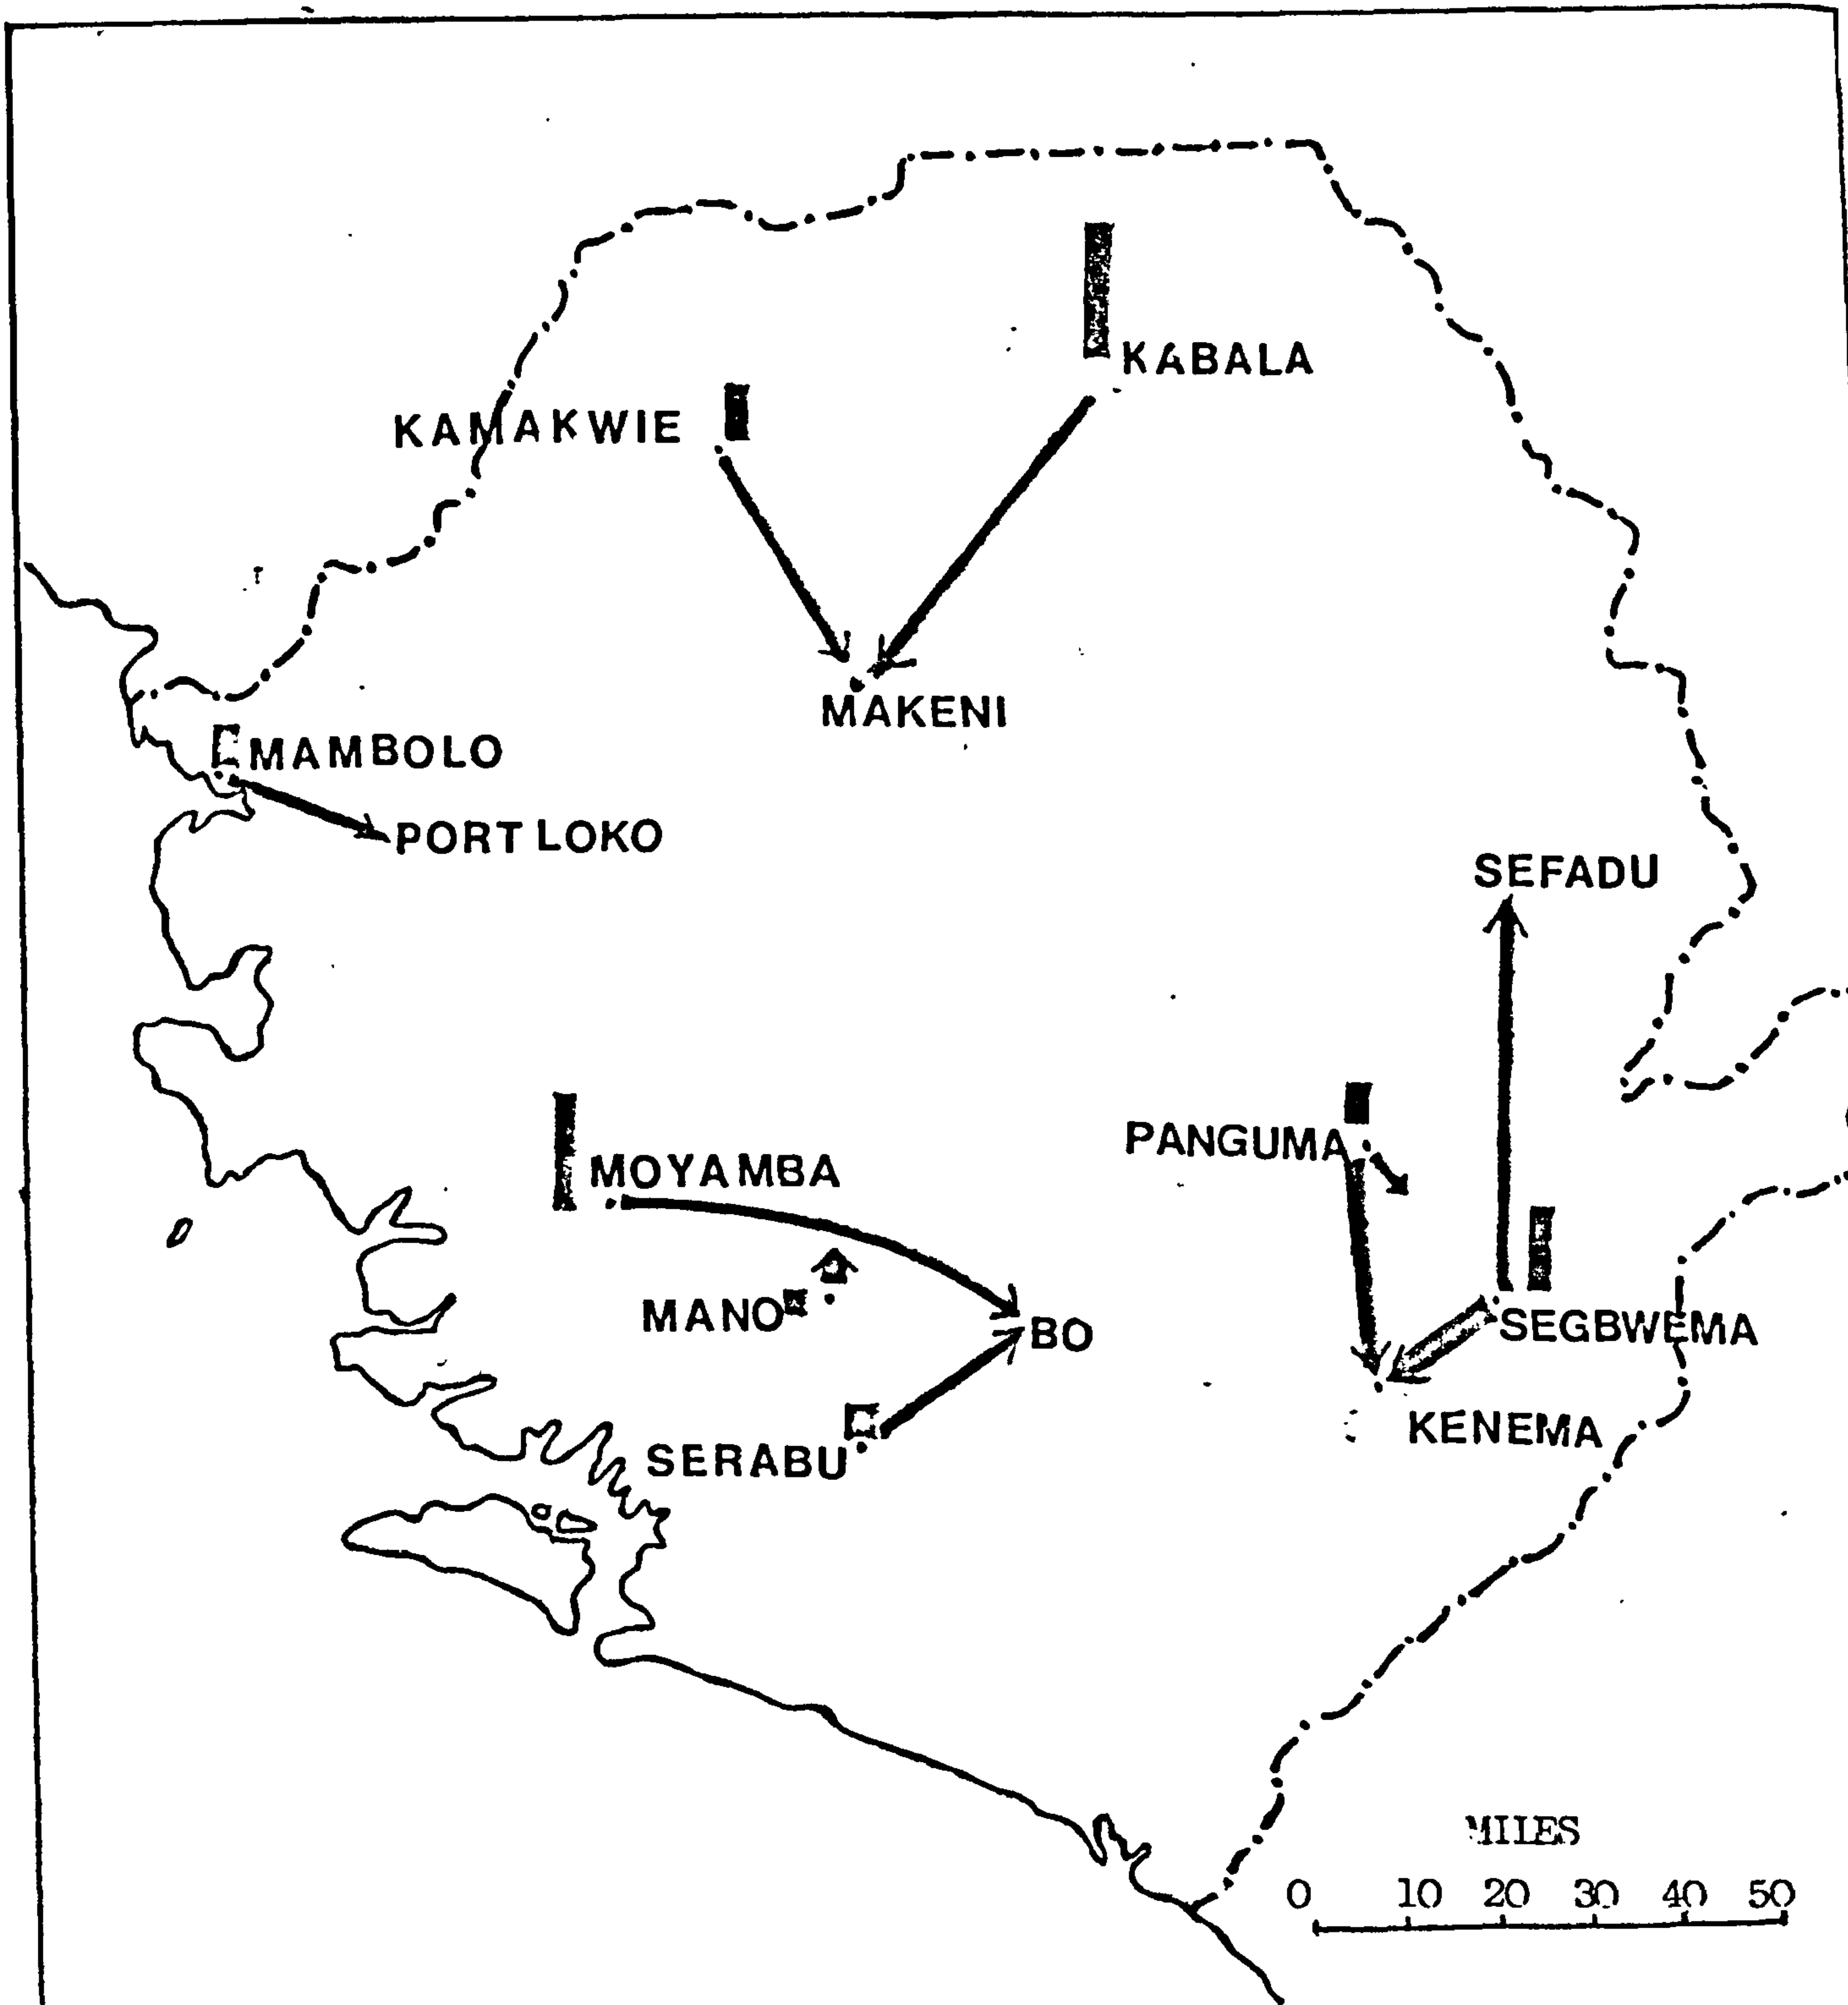 KABALA
KAMAKWIE
MAKENI
MAMBOLO
PORT LOKO
SEFADU
PANGUMA
MOYAMBA
MANO
BO
SEGBWEMA
KENEMA
SERABU
MILES
0 10 20 30 40 50